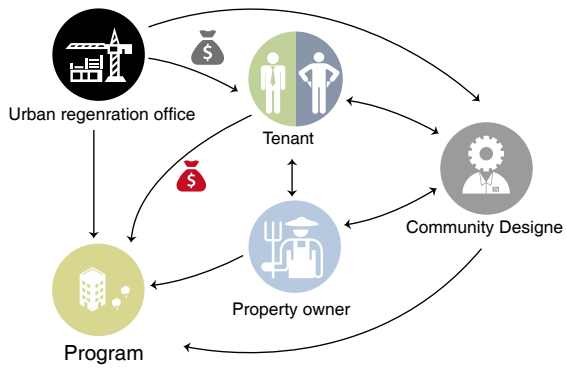 $
Urban regenration office
Tenant
$
Community Designe
Property owner
Program